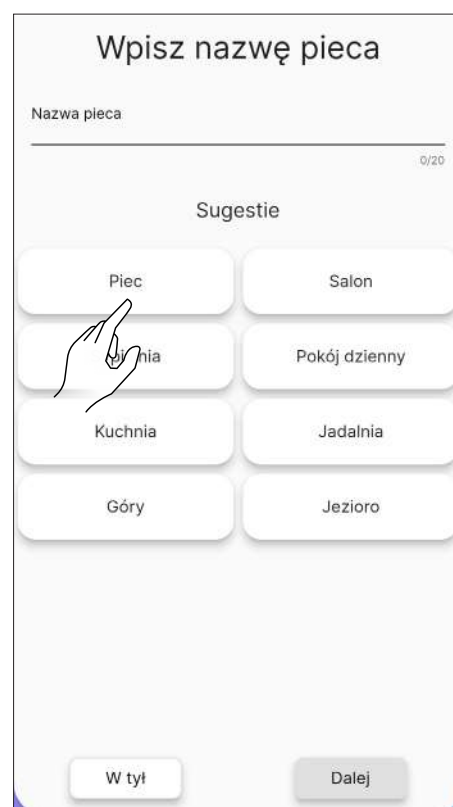 Wpisz nazwę pieca
Nazwa pieca
0/20
Sugestie
Piec
Salon
Pokój dzienny
Kuchnia
Jadalnia
Góry
Jezioro
W tył
Dalej